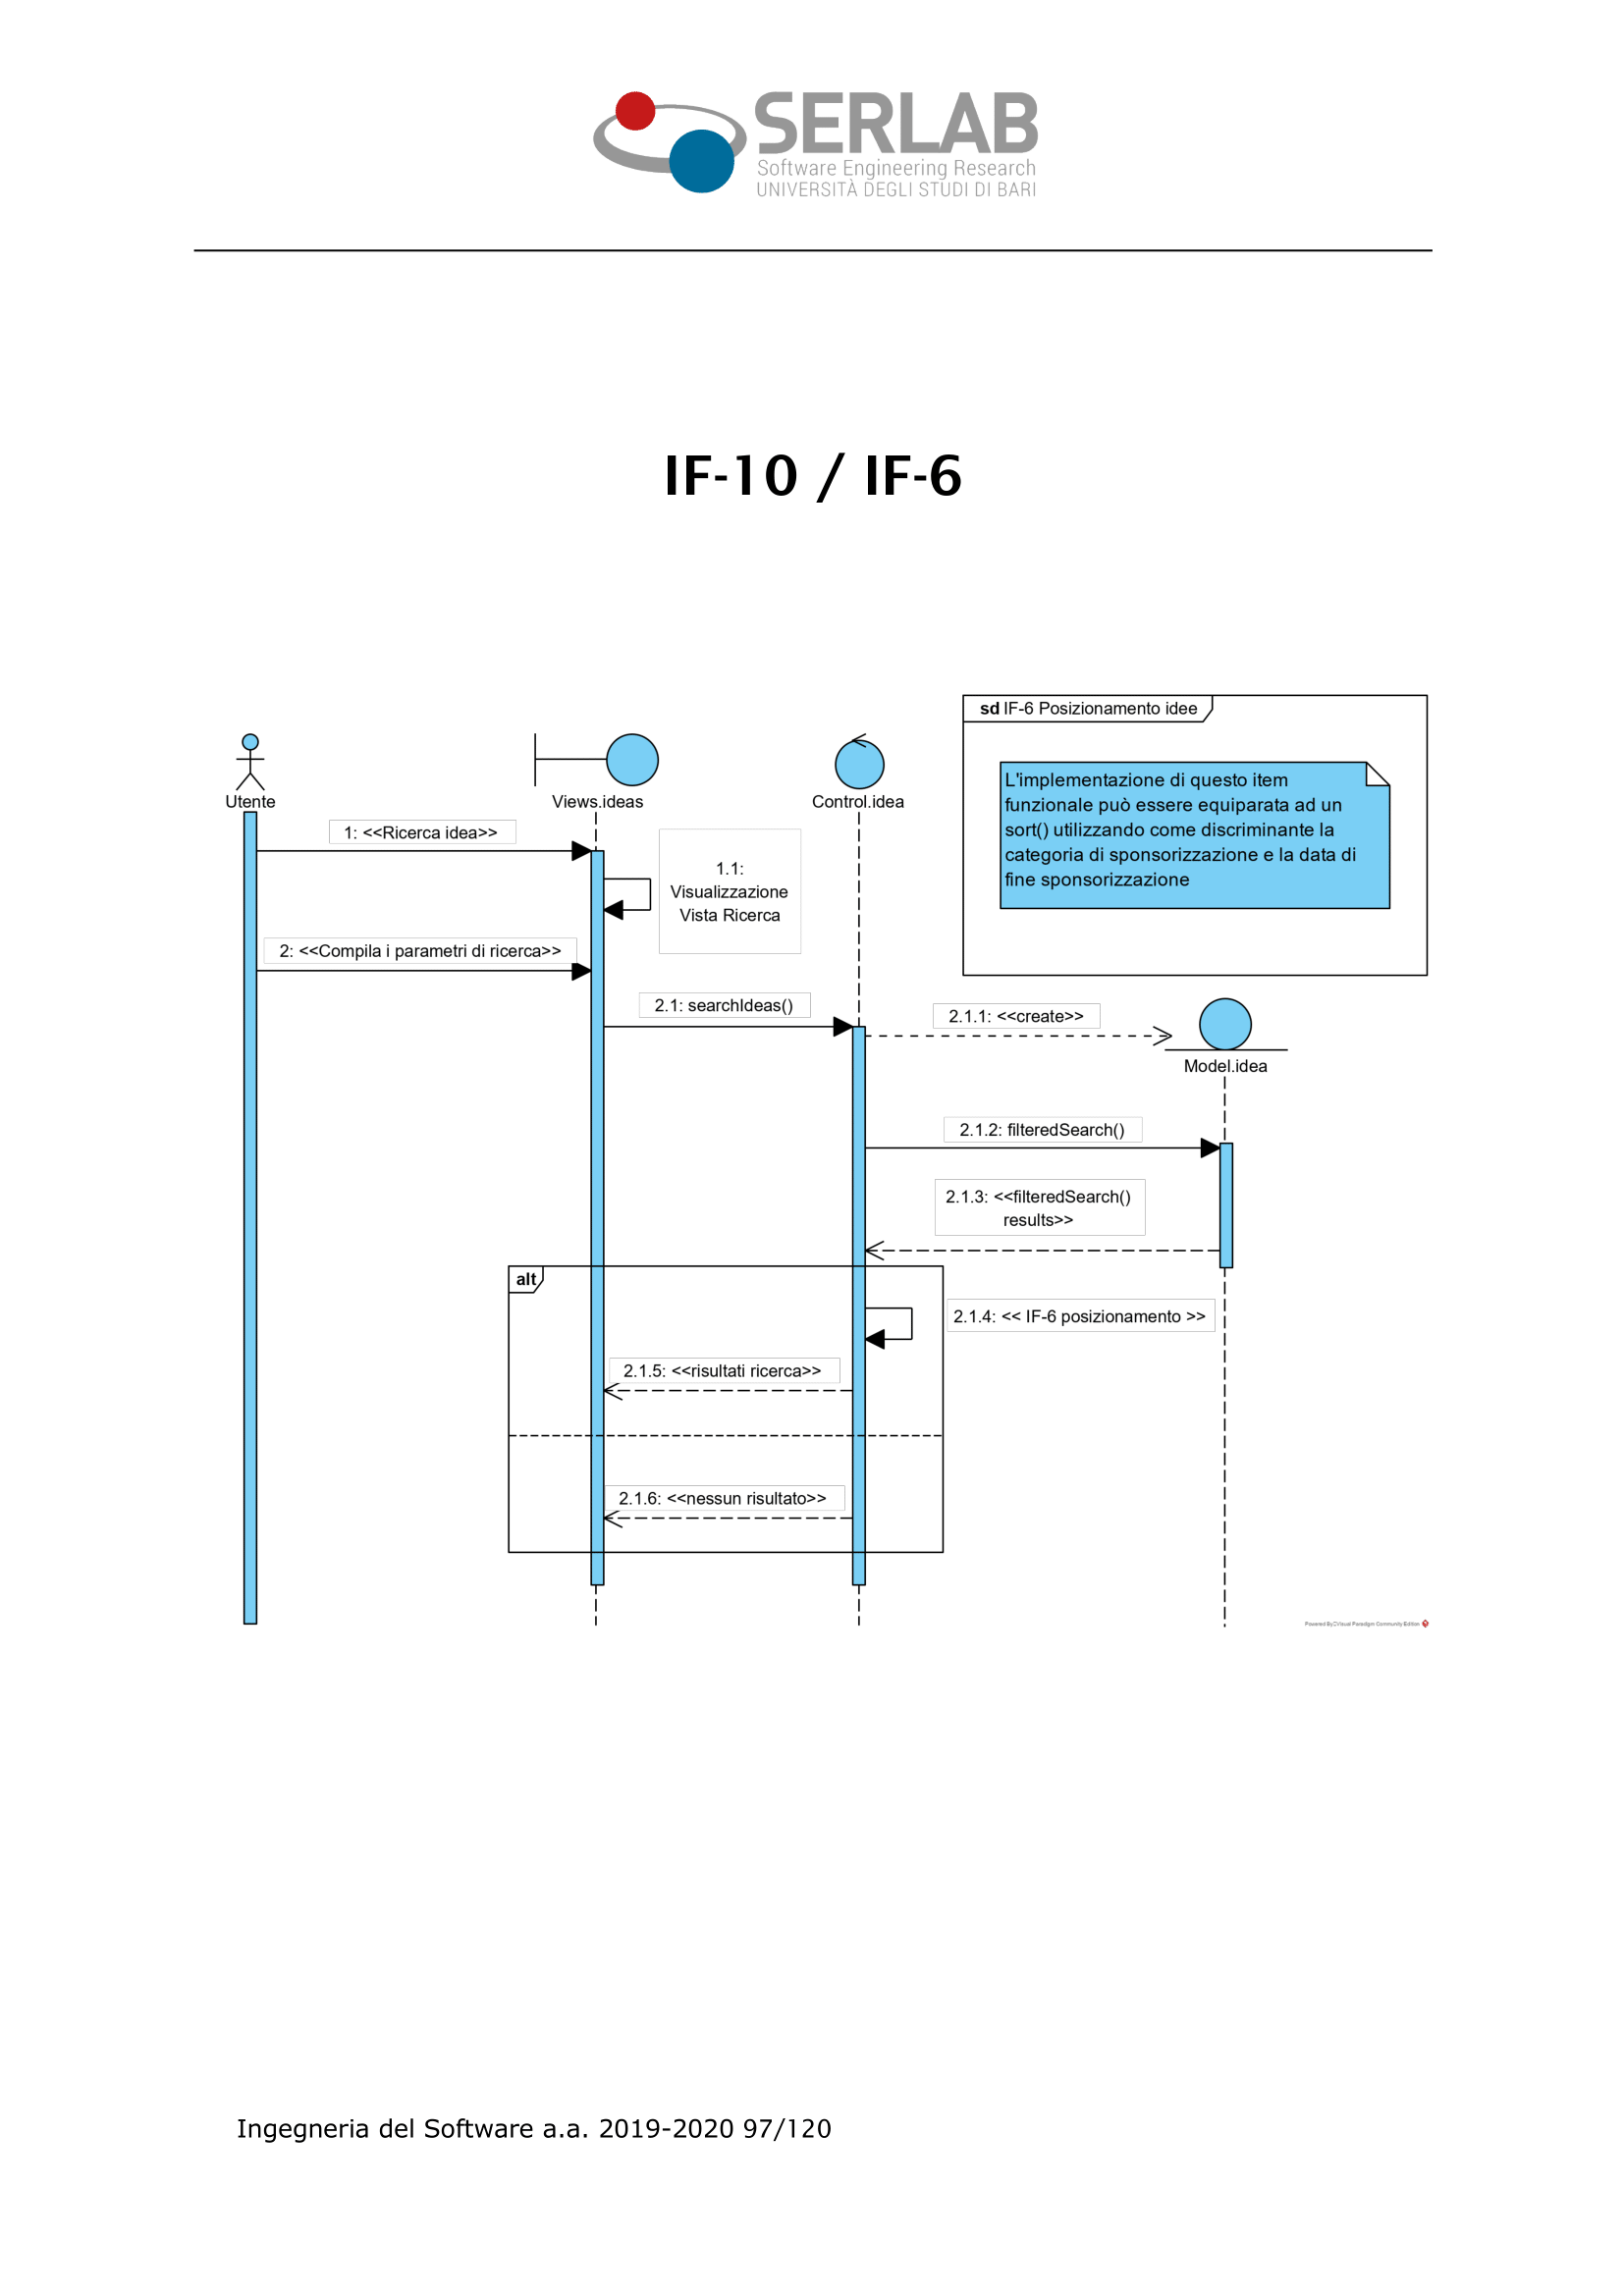 SERLAB
Software Engineering Research
UNIVERSITÀ DEGLI STUDI DI BARI
IF-10 / IF-6
sd IF-6 Posizionamento idee
L'implementazione di questo item
funzionale può essere equiparata ad un
sort() utilizzando come discriminante la
categoria di sponsorizzazione e la data di
fine sponsorizzazione
Utente
Views.ideas
Control.idea
1: <<Ricerca idea>>
1.1:
Visualizzazione
Vista Ricerca
2: <<Compila i parametri di ricerca>>
2.1: searchIdeas()
2.1.1: <<create>>
Model.idea
2.1.2: filteredSearch()
2.1.3: <<filteredSearch()
results>>
alt
2.1.4: << IF-6 posizionamento >>
2.1.5: <<risultati ricerca>>
2.1.6: <<nessun risultato>>
Powered By Visual Paradigm Community Edition
Ingegneria del Software a.a. 2019-2020 97/120